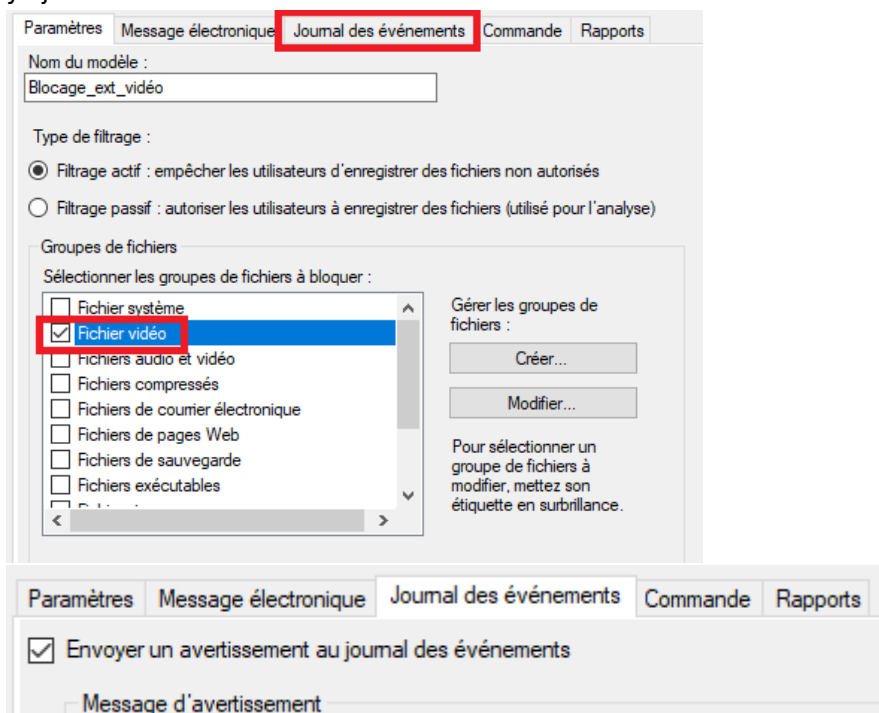 Paramètres Message électronique Journal des événements Commande Rapports
Nom du modèle :
Blocage_ext_vidéo
Type de filtrage :
Filtrage actif : empêcher les utilisateurs d'enregistrer des fichiers non autorisés
Filtrage passif : autoriser les utilisateurs à enregistrer des fichiers (utilisé pour l'analyse)
Groupes de fichiers
Sélectionner les groupes de fichiers à bloquer :
Fichier système
Fichier vidéo
Fichiers audio et vidéo
Fichiers compressés
Fichiers de courrier électronique
Fichiers de pages Web
Fichiers de sauvegarde
Fichiers exécutables
Gérer les groupes de
fichiers :
Créer...
Modifier...
Pour sélectionner un
groupe de fichiers à
modifier, mettez son
étiquette en surbrillance.
Paramètres Message électronique Journal des événements Commande Rapports
Envoyer un avertissement au journal des événements
Message d'avertissement